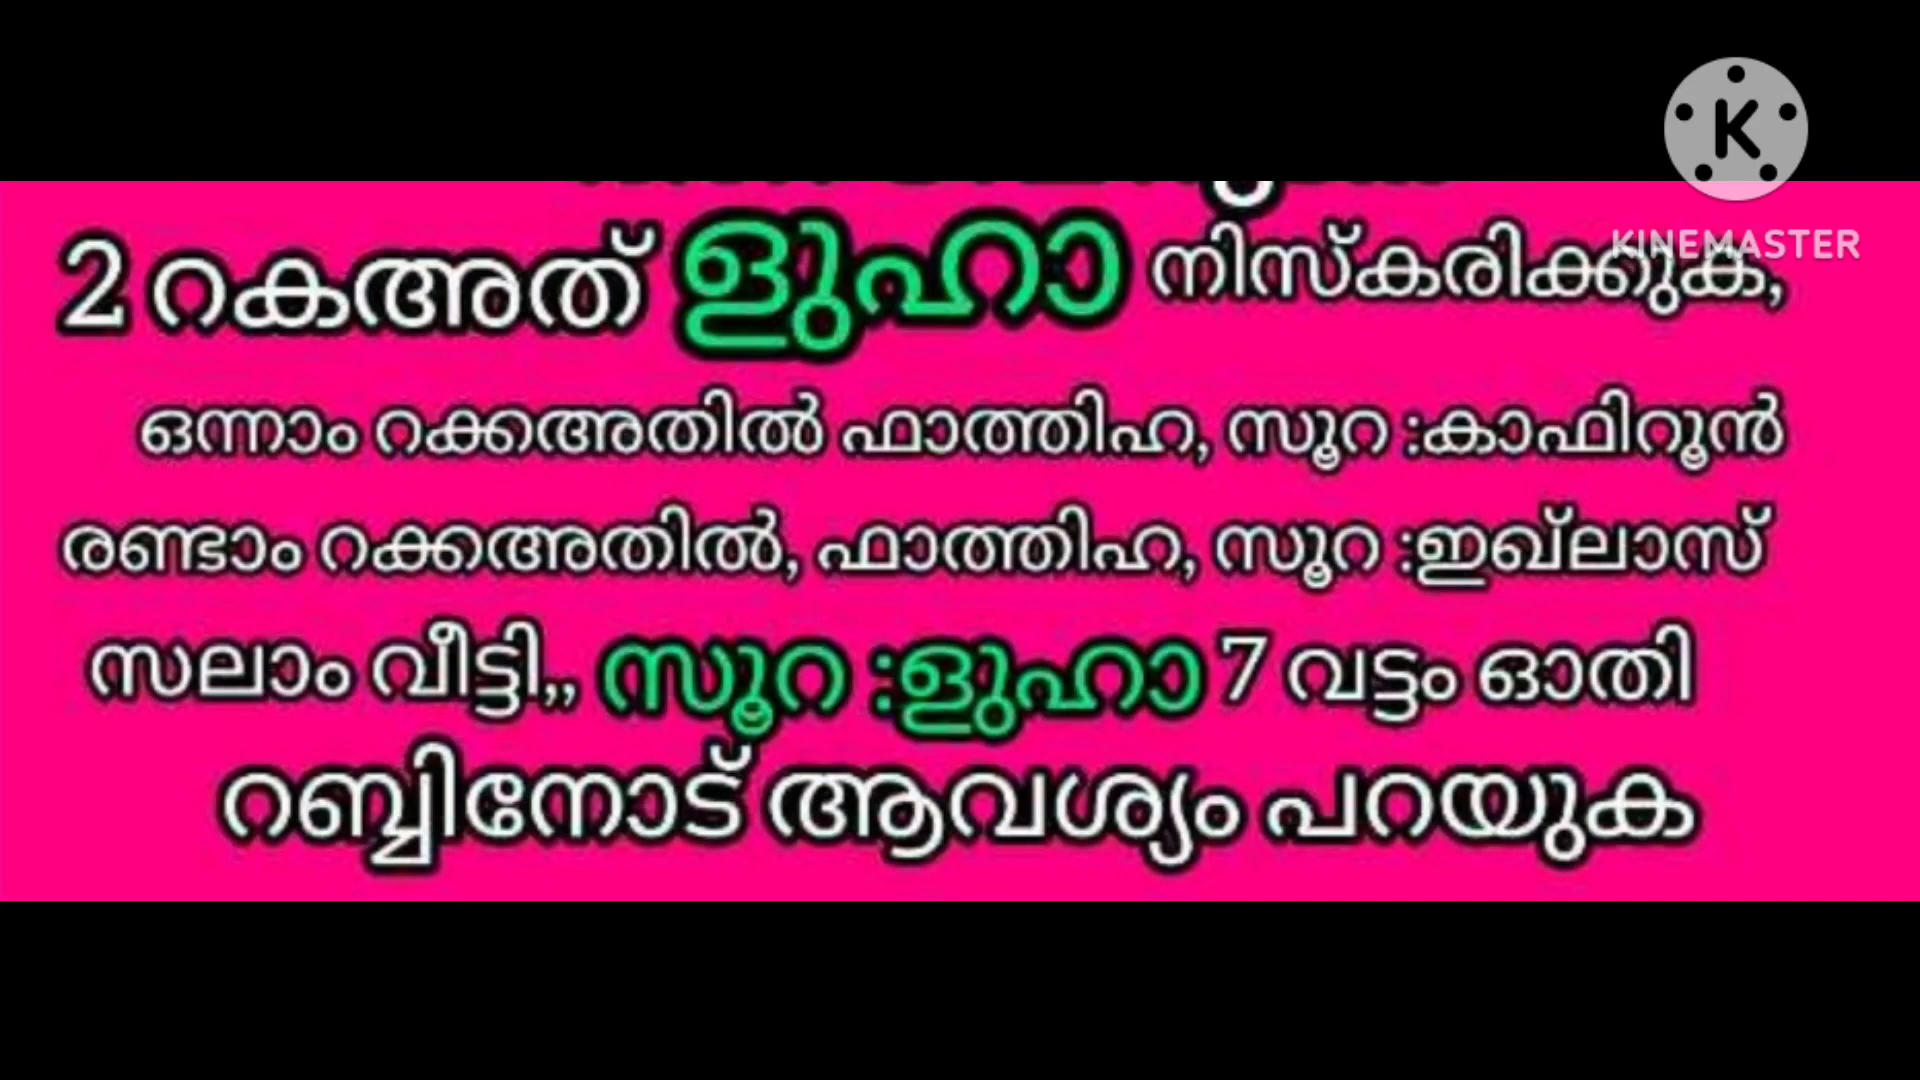 KINEMASTER
2 റകഅത് ളുഹാ നിസ്കരിക്കുക,
ഒന്നാം റക്കഅതിൽ ഫാത്തിഹ, സൂറ :കാഫിറൂൻ
രണ്ടാം റക്കഅതിൽ, ഫാത്തിഹ, സൂറ :ഇഖ്ലാസ്
സലാം വീട്ടി,, സൂറ :ളുഹാ 7 വട്ടം ഓതി
റബ്ബിനോട് ആവശ്യം പറയുക